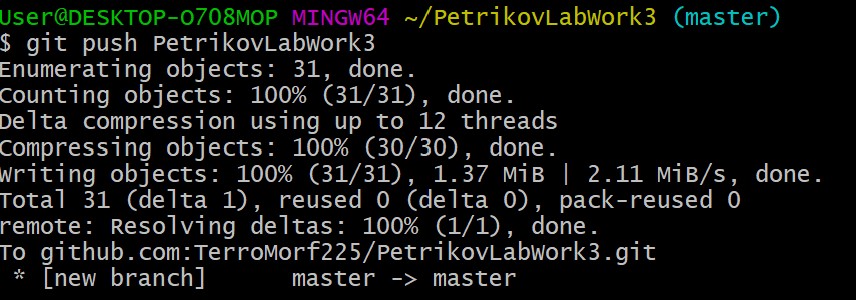 User@DESKTOP-O708MOP MINGW64 ~/PetrikovLabWork3 (master)
$ git push PetrikovLabWork3
Enumerating objects: 31, done.
Counting objects: 100% (31/31), done.
Delta compression using up to 12 threads
Compressing objects: 100% (30/30), done.
Writing objects: 100% (31/31), 1.37 MiB | 2.11 MiB/s, done.
Total 31 (delta 1), reused 0 (delta 0), pack-reused 0
remote: Resolving deltas: 100% (1/1), done.
To github.com:TerroMorf225/PetrikovLabWork3.git
 * [new branch]      master -> master